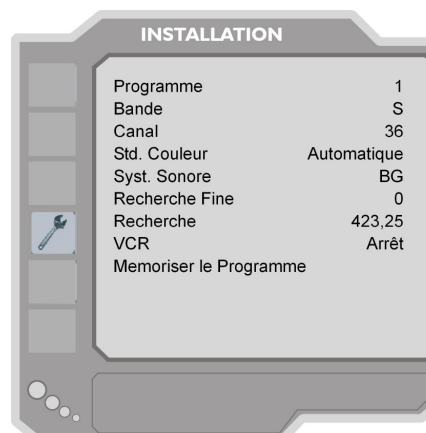 INSTALLATION
Programme 1
Bande S
Canal 36
Std. Couleur Automatique
Syst. Sonore BG
Recherche Fine 0
Recherche 423,25
VCR Arrêt
Memoriser le Programme